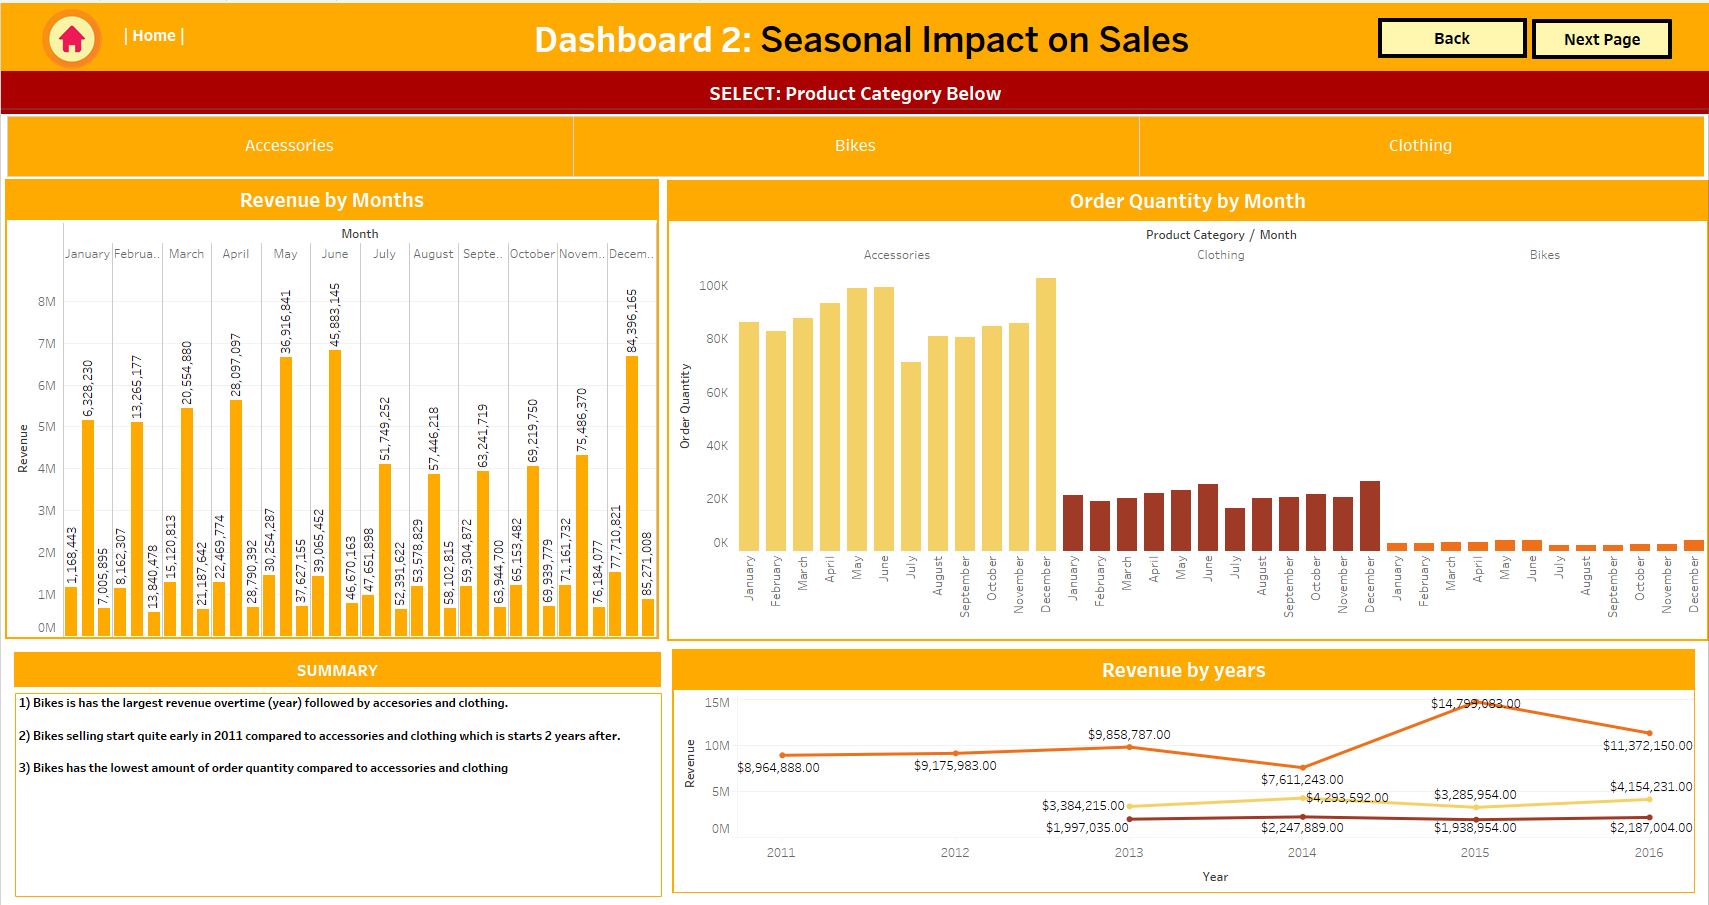 | Home |
Dashboard 2: Seasonal Impact on Sales
Back
Next Page
SELECT: Product Category Below
Accessories
Bikes
Clothing
Revenue by Months
Month
January
Februa..
March
April
May
June
July
August
Septe..
October
Novem..
Decem..
Revenue
8M
7M
6M
5M
4M
3M
2M
1M
0M
1,168,443
6,328,230
7,005,895
8,162,307
13,265,177
13,840,478
15,120,813
20,554,880
21,187,642
22,469,774
28,097,097
28,790,392
30,254,287
36,916,841
37,627,155
39,065,452
45,883,145
46,670,163
47,651,898
51,749,252
52,391,622
53,578,829
57,446,218
58,102,815
59,304,872
63,241,719
63,944,700
65,153,482
69,219,750
69,939,779
71,161,732
75,486,370
76,184,077
77,710,821
84,396,165
85,271,008
Order Quantity by Month
Product Category / Month
Accessories
Clothing
Bikes
Order Quantity
100K
80K
60K
40K
20K
0K
January
February
March
April
May
June
July
August
September
October
November
December
January
February
March
April
May
June
July
August
September
October
November
December
January
February
March
April
May
June
July
August
September
October
November
December
SUMMARY
1) Bikes is has the largest revenue overtime (year) followed by accesories and clothing.
2) Bikes selling start quite early in 2011 compared to accessories and clothing which is starts 2 years after.
3) Bikes has the lowest amount of order quantity compared to accessories and clothing
Revenue by years
Revenue
15M
10M
5M
0M
$8,964,888.00
$9,175,983.00
$9,858,787.00
$7,611,243.00
$14,799,083.00
$11,372,150.00
$3,384,215.00
$4,293,592.00
$3,285,954.00
$4,154,231.00
$1,997,035.00
$2,247,889.00
$1,938,954.00
$2,187,004.00
2011
2012
2013
2014
2015
2016
Year